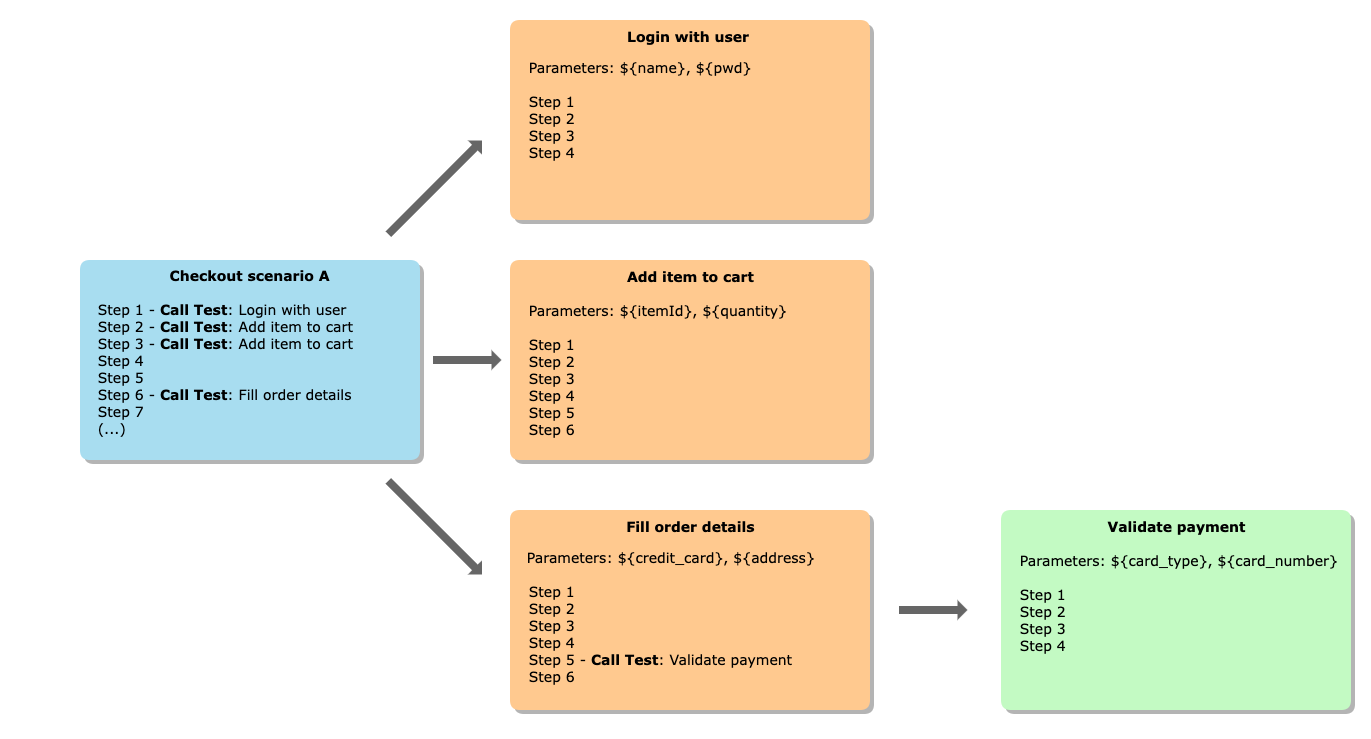 Login with user
Parameters: ${name}, ${pwd}
Step 1
Step 2
Step 3
Step 4
Checkout scenario A
Step 1 - Call Test: Login with user
Step 2 - Call Test: Add item to cart
Step 3 - Call Test: Add item to cart
Step 4
Step 5
Step 6 - Call Test: Fill order details
Step 7
(...)
Add item to cart
Parameters: ${itemId}, ${quantity}
Step 1
Step 2
Step 3
Step 4
Step 5
Step 6
Fill order details
Parameters: ${credit_card}, ${address}
Step 1
Step 2
Step 3
Step 4
Step 5 - Call Test: Validate payment
Step 6
Validate payment
Parameters: ${card_type}, ${card_number}
Step 1
Step 2
Step 3
Step 4